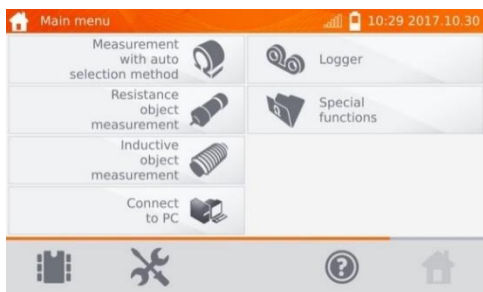 Main menu
10:29 2017.10.30
Measurement
with auto
selection method
Resistance
object
measurement
Inductive
object
measurement
Connect
to PC
Logger
Special
functions
?